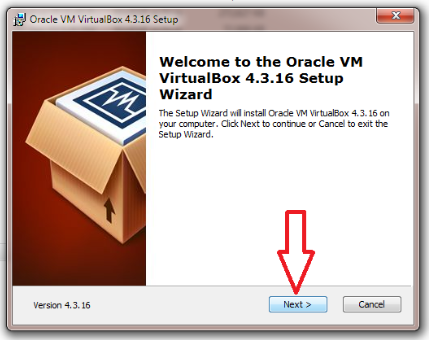 Oracle VM VirtualBox 4.3.16 Setup
Welcome to the Oracle VM
VirtualBox 4.3.16 Setup
Wizard
The Setup Wizard will install Oracle VM VirtualBox 4.3.16 on
your computer. Click Next to continue or Cancel to exit the
Setup Wizard.
Version 4.3.16
Next >
Cancel